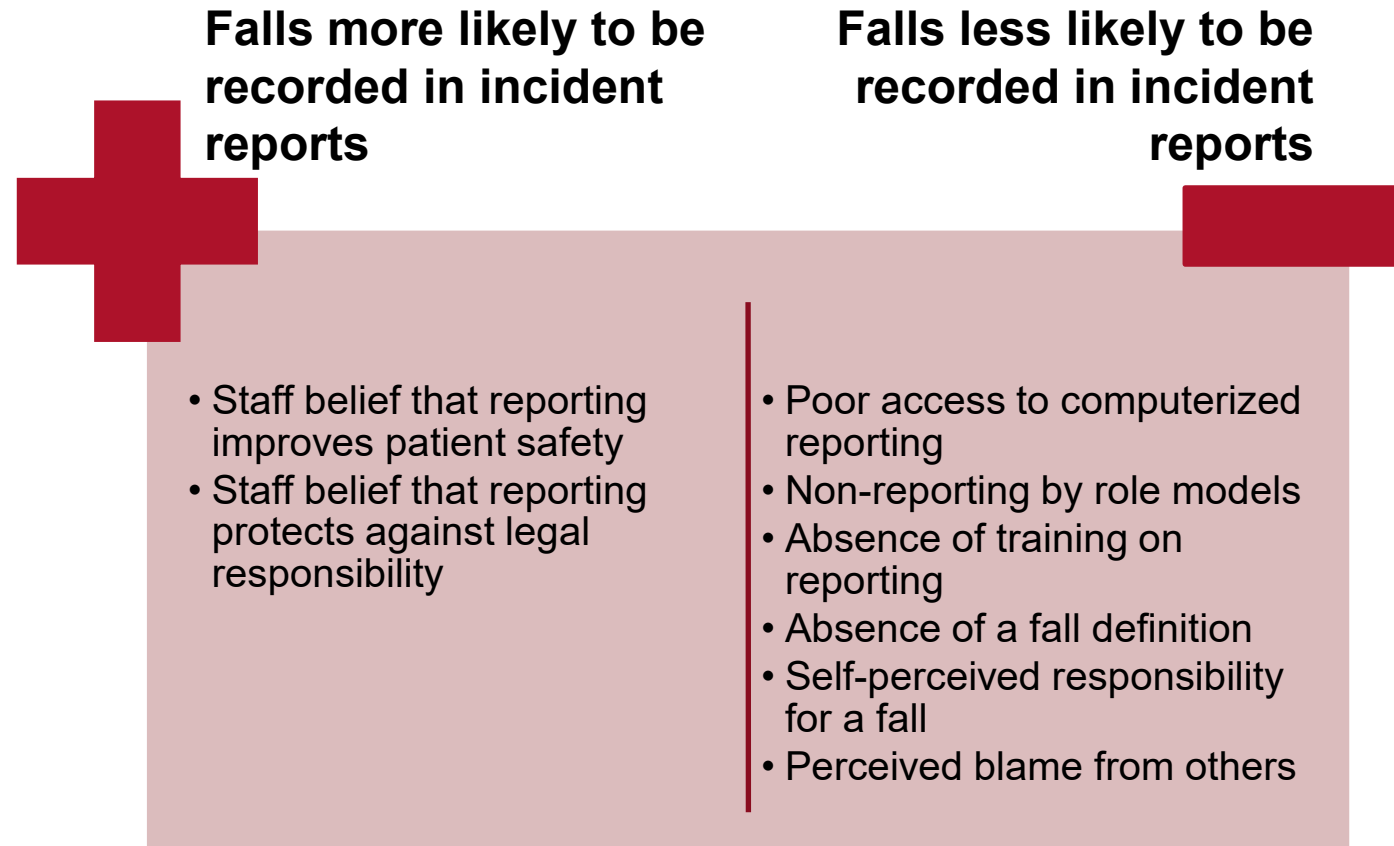 Falls more likely to be
recorded in incident
reports
Falls less likely to be
recorded in incident
reports
• Staff belief that reporting
improves patient safety
• Staff belief that reporting
protects against legal
responsibility
• Poor access to computerized
reporting
• Non-reporting by role models
• Absence of training on
reporting
• Absence of a fall definition
• Self-perceived responsibility
for a fall
• Perceived blame from others